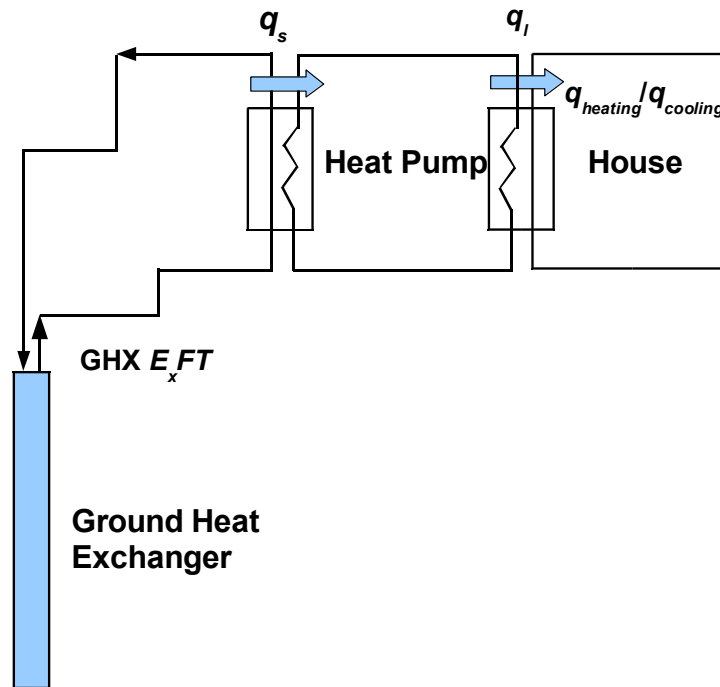 q_s
q_l
q_heating/q_cooling
Heat Pump
House
GHX E_xFT
Ground Heat
Exchanger